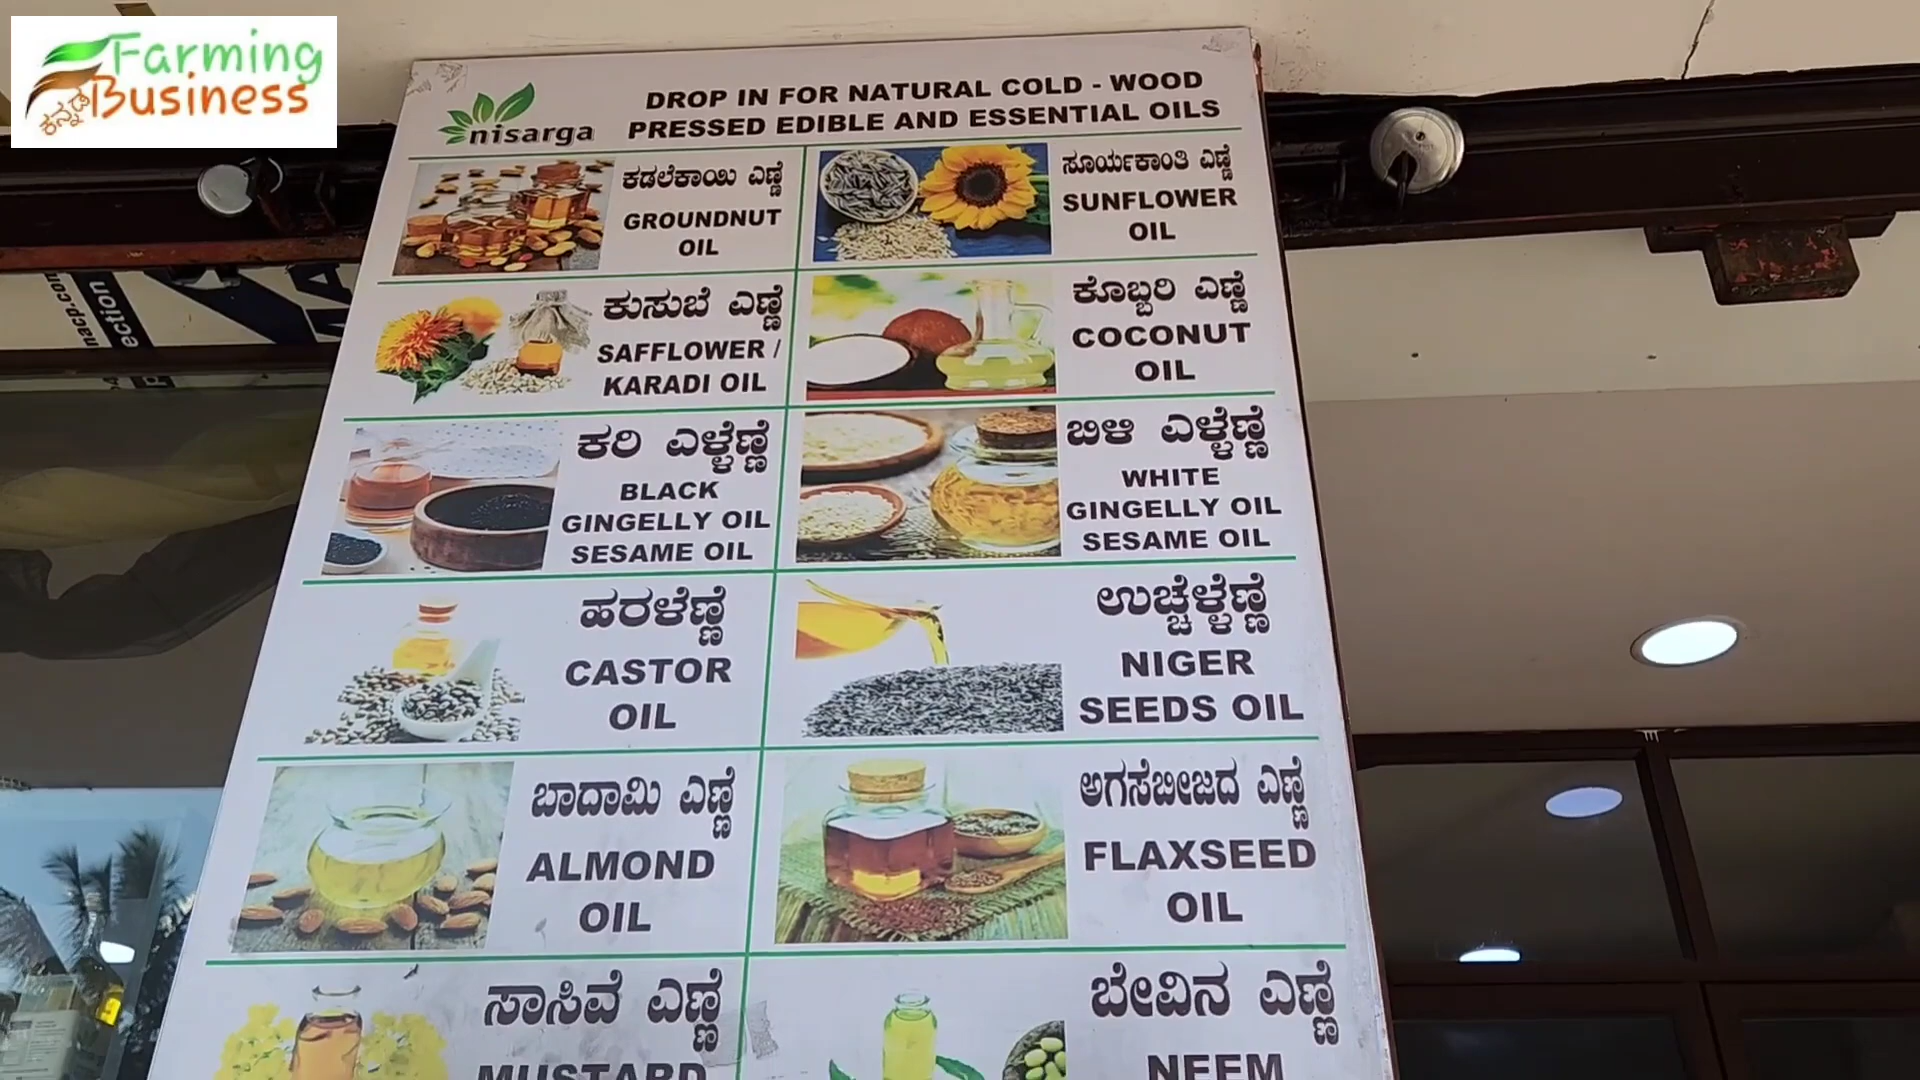 Farming
Business
ಕನ್ನಡ
nisarga
DROP IN FOR NATURAL COLD - WOOD
PRESSED EDIBLE AND ESSENTIAL OILS
ಕಡಲೆಕಾಯಿ ಎಣ್ಣೆ
GROUNDNUT
OIL
ಸೂರ್ಯಕಾಂತಿ ಎಣ್ಣೆ
SUNFLOWER
OIL
ಕುಸುಬೆ ಎಣ್ಣೆ
SAFFLOWER /
KARADI OIL
ಕೊಬ್ಬರಿ ಎಣ್ಣೆ
COCONUT
OIL
ಕರಿ ಎಳ್ಳೆಣ್ಣೆ
BLACK
GINGELLY OIL
SESAME OIL
ಬಿಳಿ ಎಳ್ಳೆಣ್ಣೆ
WHITE
GINGELLY OIL
SESAME OIL
ಹರಳೆಣ್ಣೆ
CASTOR
OIL
ಉಚ್ಚೆಳ್ಳೆಣ್ಣೆ
NIGER
SEEDS OIL
ಬಾದಾಮಿ ಎಣ್ಣೆ
ALMOND
OIL
ಅಗಸೆಬೀಜದ ಎಣ್ಣೆ
FLAXSEED
OIL
ಸಾಸಿವೆ ಎಣ್ಣೆ
MUSTARD
ಬೇವಿನ ಎಣ್ಣೆ
NEEM